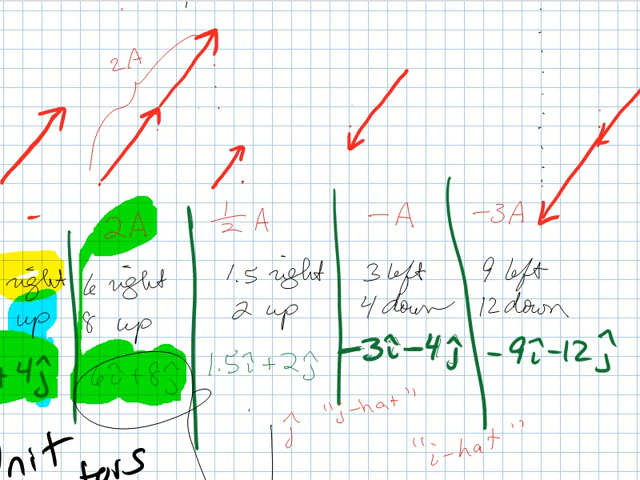 2A
2A
½A
-A
-3A
right
6 right
1.5 right
3 left
9 left
up
8 up
2 up
4 down
12 down
+ 4ĵ
6î + 8ĵ
1.5î + 2ĵ
-3î - 4ĵ
-9î - 12ĵ
ĵ "j-hat"
"i-hat"
nit
tors